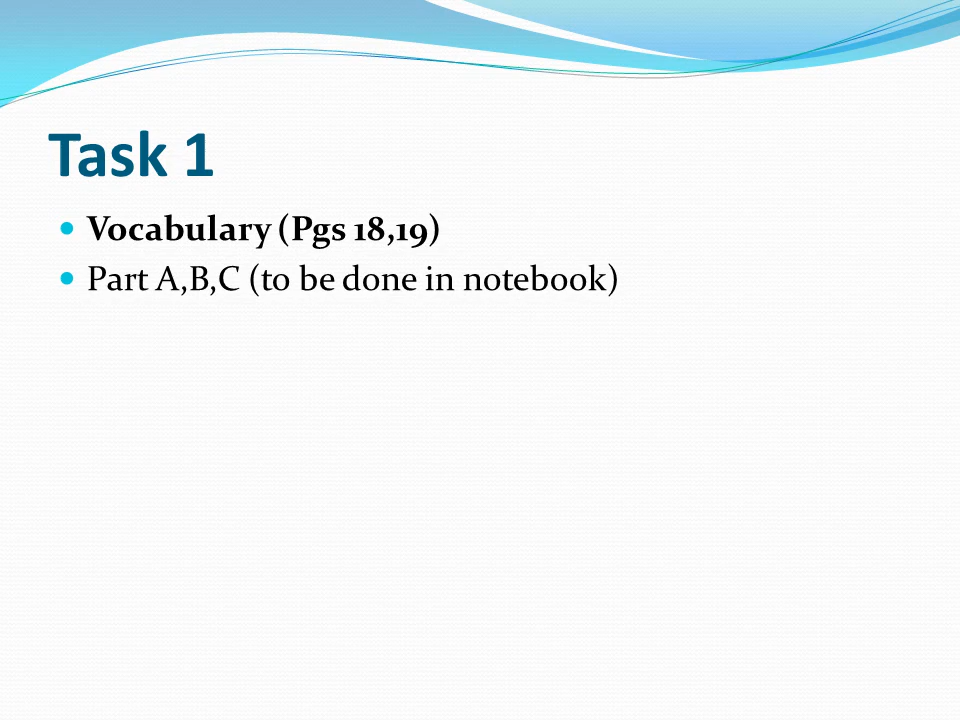 Task 1
Vocabulary (Pgs 18,19)
Part A,B,C (to be done in notebook)